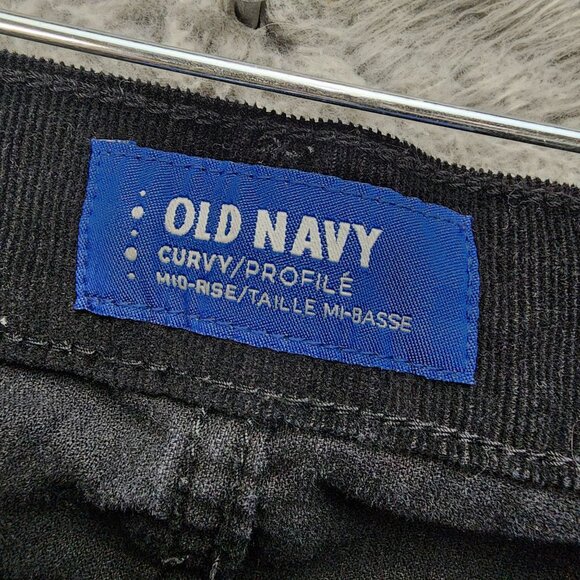 OLD NAVY
CURVY/PROFILÉ
MID-RISE/TAILLE MI-BASSE